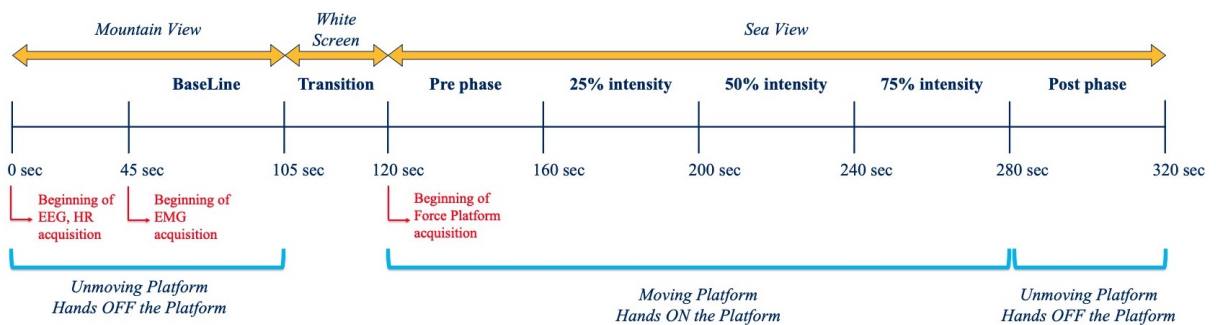 Mountain View
White
Screen
Sea View
BaseLine
Transition
Pre phase
25% intensity
50% intensity
75% intensity
Post phase
0 sec
45 sec
105 sec
120 sec
160 sec
200 sec
240 sec
280 sec
320 sec
Beginning of
EEG, HR
acquisition
Beginning of
EMG
acquisition
Beginning of
Force Platform
acquisition
Unmoving Platform
Hands OFF the Platform
Moving Platform
Hands ON the Platform
Unmoving Platform
Hands OFF the Platform